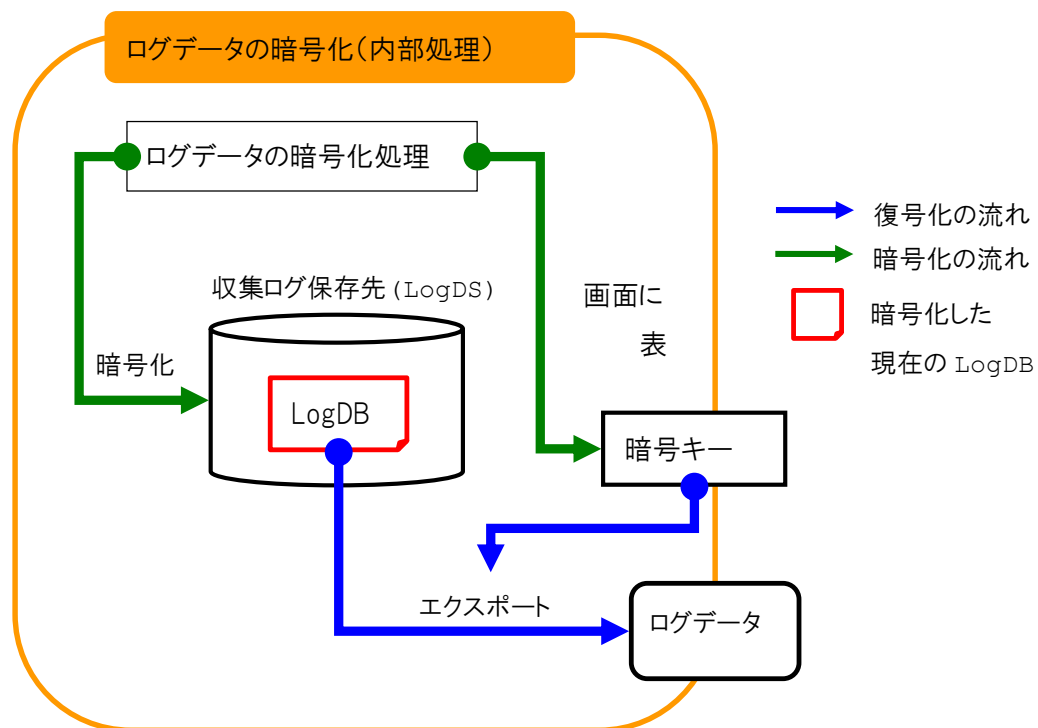 ログデータの暗号化(内部処理)
ログデータの暗号化処理
収集ログ保存先(LogDS)
暗号化
LogDB
画面に
表
暗号キー
エクスポート
ログデータ
復号化の流れ
暗号化の流れ
暗号化した
現在の LogDB